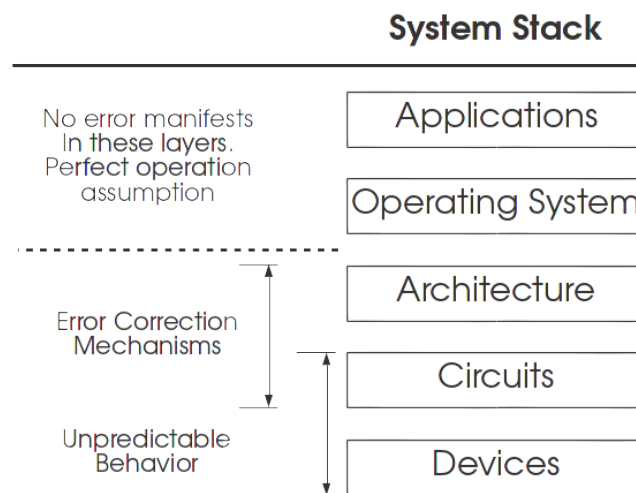 System Stack
No error manifests
In these layers.
Perfect operation
assumption
Applications
Operating System
Architecture
Error Correction
Mechanisms
Circuits
Unpredictable
Behavior
Devices